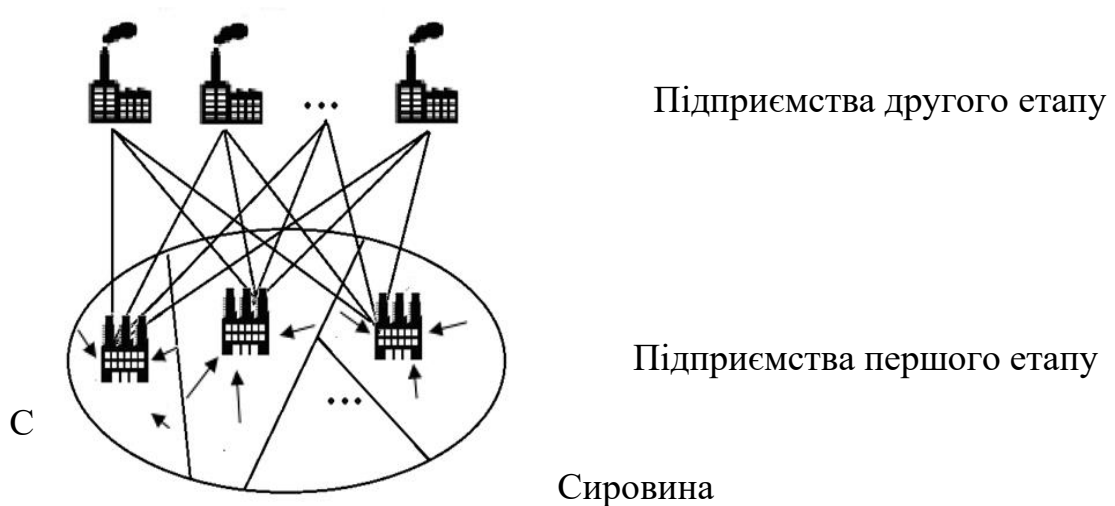 Підприємства другого етапу
Підприємства першого етапу
С
Сировина